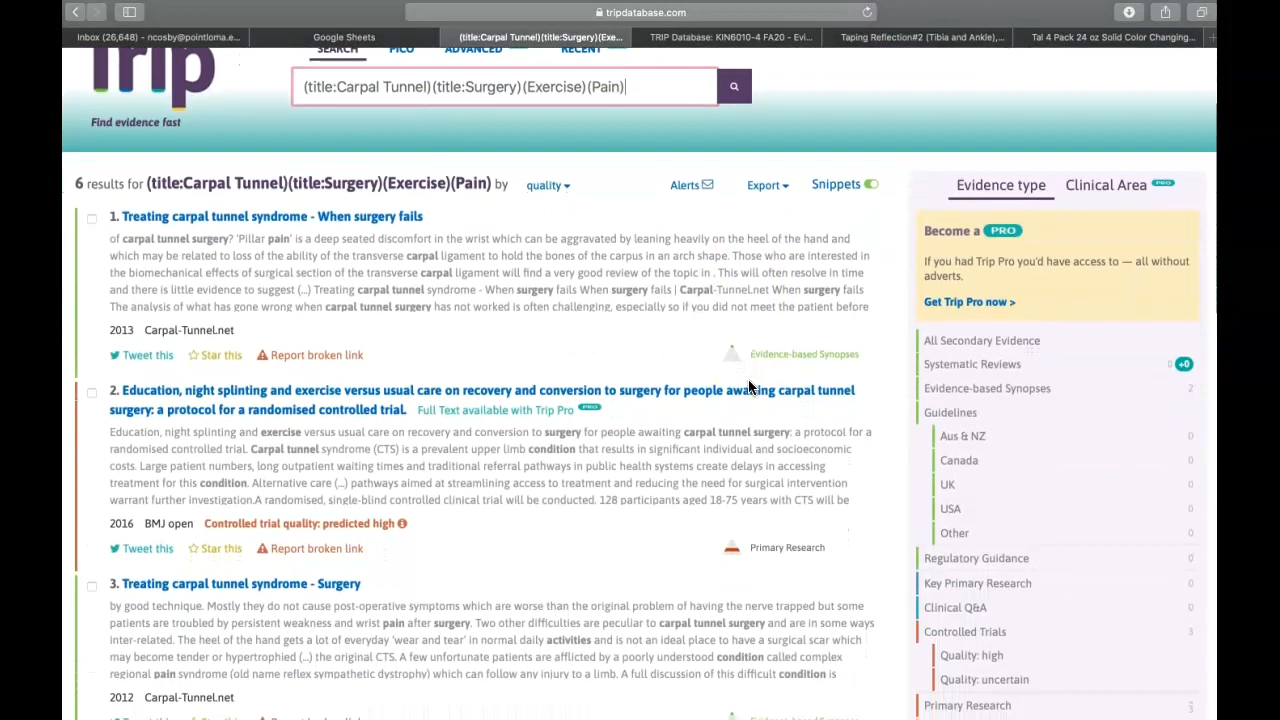 tripdatabase.com
Inbox (26,648) - ncosby@pointloma.e...
Google Sheets
(title:Carpal Tunnel)(title:Surgery)(Exe...
TRIP Database: KIN6010-4 FA20 - Evi...
Taping Reflection#2 (Tibia and Ankle),...
Tal 4 Pack 24 oz Solid Color Changing...
SEARCH PICO ADVANCED RECENT
Trip
Find evidence fast
(title:Carpal Tunnel)(title:Surgery)(Exercise)(Pain)
6 results for (title:Carpal Tunnel)(title:Surgery)(Exercise)(Pain) by quality
Alerts
Export
Snippets
1. Treating carpal tunnel syndrome - When surgery fails
of carpal tunnel surgery? 'Pillar pain' is a deep seated discomfort in the wrist which can be aggravated by leaning heavily on the heel of the hand and
which may be related to loss of the ability of the transverse carpal ligament to hold the bones of the carpus in an arch shape. Those who are interested in
the biomechanical effects of surgical section of the transverse carpal ligament will find a very good review of the topic in . This will often resolve in time
and there is little evidence to suggest (...) Treating carpal tunnel syndrome - When surgery fails When surgery fails | Carpal-Tunnel.net When surgery fails
The analysis of what has gone wrong when carpal tunnel surgery has not worked is often challenging, especially so if you did not meet the patient before
2013 Carpal-Tunnel.net
Tweet this Star this Report broken link
Evidence-based Synopses
2. Education, night splinting and exercise versus usual care on recovery and conversion to surgery for people awaiting carpal tunnel
surgery: a protocol for a randomised controlled trial. Full Text available with Trip Pro PRO
Education, night splinting and exercise versus usual care on recovery and conversion to surgery for people awaiting carpal tunnel surgery: a protocol for a
randomised controlled trial. Carpal tunnel syndrome (CTS) is a prevalent upper limb condition that results in significant individual and socioeconomic
costs. Large patient numbers, long outpatient waiting times and traditional referral pathways in public health systems create delays in accessing
treatment for this condition. Alternative care (...) pathways aimed at streamlining access to treatment and reducing the need for surgical intervention
warrant further investigation.A randomised, single-blind controlled clinical trial will be conducted. 128 participants aged 18-75 years with CTS will be
2016 BMJ open Controlled trial quality: predicted high
Tweet this Star this Report broken link
Primary Research
3. Treating carpal tunnel syndrome - Surgery
by good technique. Mostly they do not cause post-operative symptoms which are worse than the original problem of having the nerve trapped but some
patients are troubled by persistent weakness and wrist pain after surgery. Two other difficulties are peculiar to carpal tunnel surgery and are in some ways
inter-related. The heel of the hand gets a lot of everyday 'wear and tear' in normal daily activities and is not an ideal place to have a surgical scar which
may become tender or hypertrophied (...) the original CTS. A few unfortunate patients are afflicted by a poorly understood condition called complex
regional pain syndrome (old name reflex sympathetic dystrophy) which can follow any injury to a limb. A full discussion of this difficult condition is
2012 Carpal-Tunnel.net
Evidence type
Clinical Area PRO
Become a PRO
If you had Trip Pro you'd have access to — all without
adverts.
Get Trip Pro now >
All Secondary Evidence
Systematic Reviews 0 +0
Evidence-based Synopses 2
Guidelines
Aus & NZ 0
Canada 0
UK 0
USA 0
Other 0
Regulatory Guidance 0
Key Primary Research 0
Clinical Q&A 0
Controlled Trials 3
Quality: high
Quality: uncertain
Primary Research